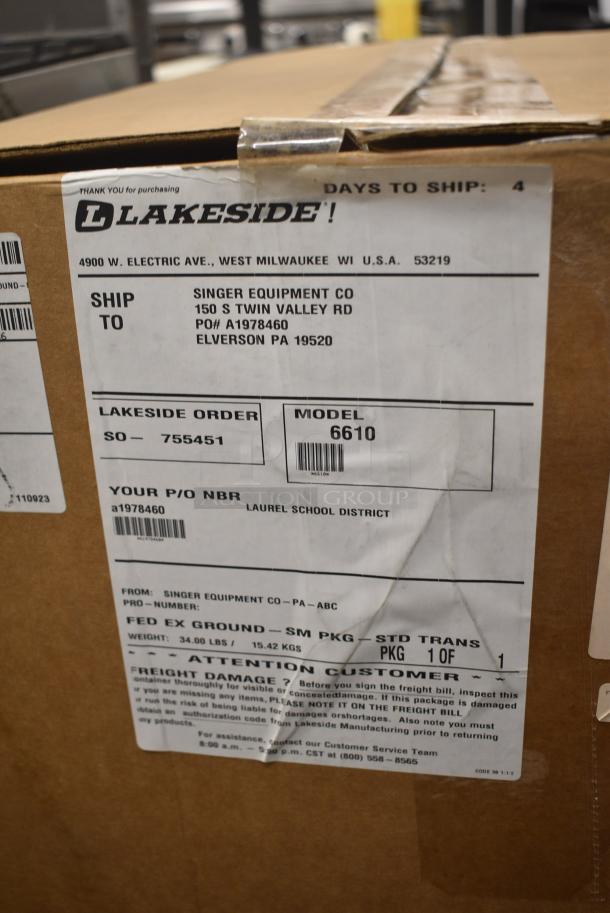 THANK YOU for purchasing
DAYS TO SHIP: 4
L LAKESIDE!
4900 W. ELECTRIC AVE., WEST MILWAUKEE WI U.S.A. 53219
SHIP TO
SINGER EQUIPMENT CO
150 S TWIN VALLEY RD
PO# A1978460
ELVERSON PA 19520
LAKESIDE ORDER
SO- 755451
MODEL
6610
YOUR P/O NBR
a1978460
LAUREL SCHOOL DISTRICT
AUCTION GROUP
FROM: SINGER EQUIPMENT CO-PA-ABC
PRO-NUMBER:
FED EX GROUND-SM PKG-STD TRANS
WEIGHT: 34.00 LBS / 15.42 KGS
PKG 1 OF 1
* * * ATTENTION CUSTOMER * *
FREIGHT DAMAGE ? Before you sign the freight bill, inspect this
ontainer thoroughly for visible or concealeddamage. If this package is damaged
or you are missing any items, PLEASE NOTE IT ON THE FREIGHT BILL
r run the risk of being liable for damages orshortages. Also note you must
obtain an authorization code from Lakeside Manufacturing prior to returning
ny products.
For assistance, contact our Customer Service Team
8:00 a.m. - 5:00 p.m. CST at (800) 558-8565
110923